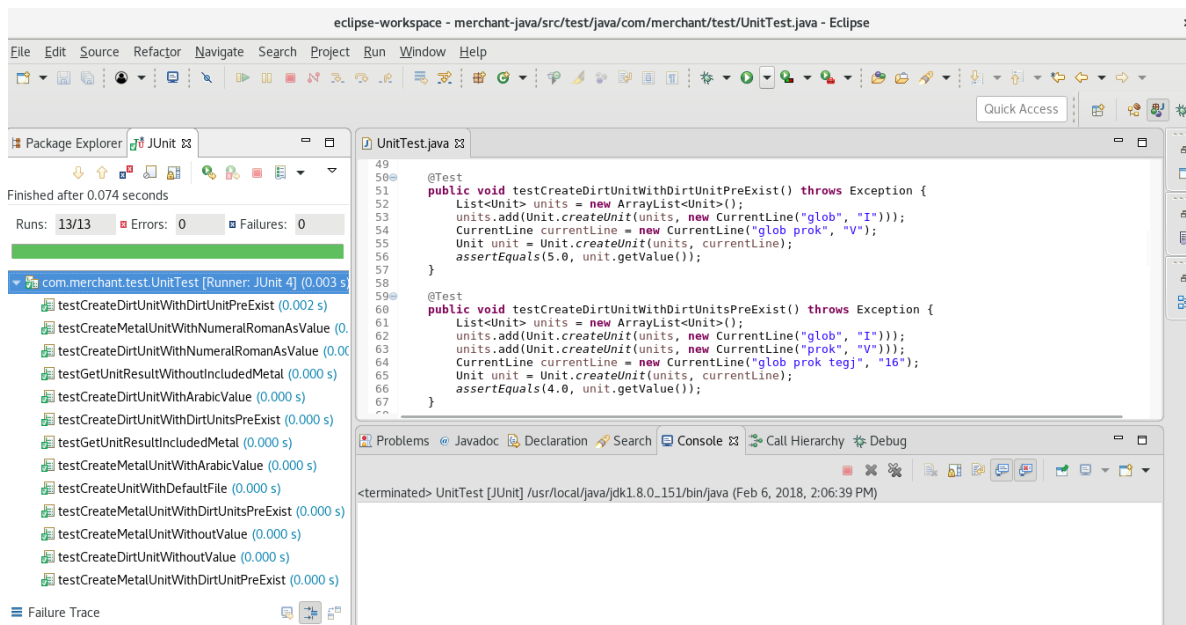 eclipse-workspace - merchant-java/src/test/java/com/merchant/test/UnitTest.java - Eclipse
File Edit Source Refactor Navigate Search Project Run Window Help
Quick Access
Package Explorer JUnit
Finished after 0.074 seconds
Runs: 13/13 Errors: 0 Failures: 0
com.merchant.test.UnitTest [Runner: JUnit 4] (0.003 s)
testCreateDirtUnitWithDirtUnitPreExist (0.002 s)
testCreateMetalUnitWithNumeralRomanAsValue (0.
testCreateDirtUnitWithNumeralRomanAsValue (0.00
testGetUnitResultWithoutIncludedMetal (0.000 s)
testCreateDirtUnitWithArabicValue (0.000 s)
testCreateDirtUnitWithDirtUnitsPreExist (0.000 s)
testGetUnitResultIncludedMetal (0.000 s)
testCreateMetalUnitWithArabicValue (0.000 s)
testCreateUnitWithDefaultFile (0.000 s)
testCreateMetalUnitWithDirtUnitsPreExist (0.000 s)
testCreateMetalUnitWithoutValue (0.000 s)
testCreateDirtUnitWithoutValue (0.000 s)
testCreateMetalUnitWithDirtUnitPreExist (0.000 s)
Failure Trace
UnitTest.java
49
50 @Test
51 public void testCreateDirtUnitWithDirtUnitPreExist() throws Exception {
52 List<Unit> units = new ArrayList<Unit>();
53 units.add(Unit.createUnit(units, new CurrentLine("glob", "I")));
54 CurrentLine currentLine = new CurrentLine("glob prok", "V");
55 Unit unit = Unit.createUnit(units, currentLine);
56 assertEquals(5.0, unit.getValue());
57 }
58
59 @Test
60 public void testCreateDirtUnitWithDirtUnitsPreExist() throws Exception {
61 List<Unit> units = new ArrayList<Unit>();
62 units.add(Unit.createUnit(units, new CurrentLine("glob", "I")));
63 units.add(Unit.createUnit(units, new CurrentLine("prok", "V")));
64 CurrentLine currentLine = new CurrentLine("glob prok tegj", "16");
65 Unit unit = Unit.createUnit(units, currentLine);
66 assertEquals(4.0, unit.getValue());
67 }
Problems Javadoc Declaration Search Console Call Hierarchy Debug
<terminated> UnitTest [JUnit] /usr/local/java/jdk1.8.0_151/bin/java (Feb 6, 2018, 2:06:39 PM)